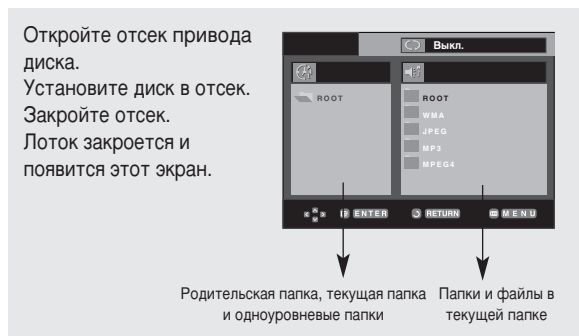 Откройте отсек привода
диска.
Установите диск в отсек.
Закройте отсек.
Лоток закроется и
появится этот экран.
Выкл.
ROOT
ROOT
WMA
JPEG
MP3
MPEG4
ENTER
RETURN
MENU
Родительская папка, текущая папка
и одноуровневые папки
Папки и файлы в
текущей папке